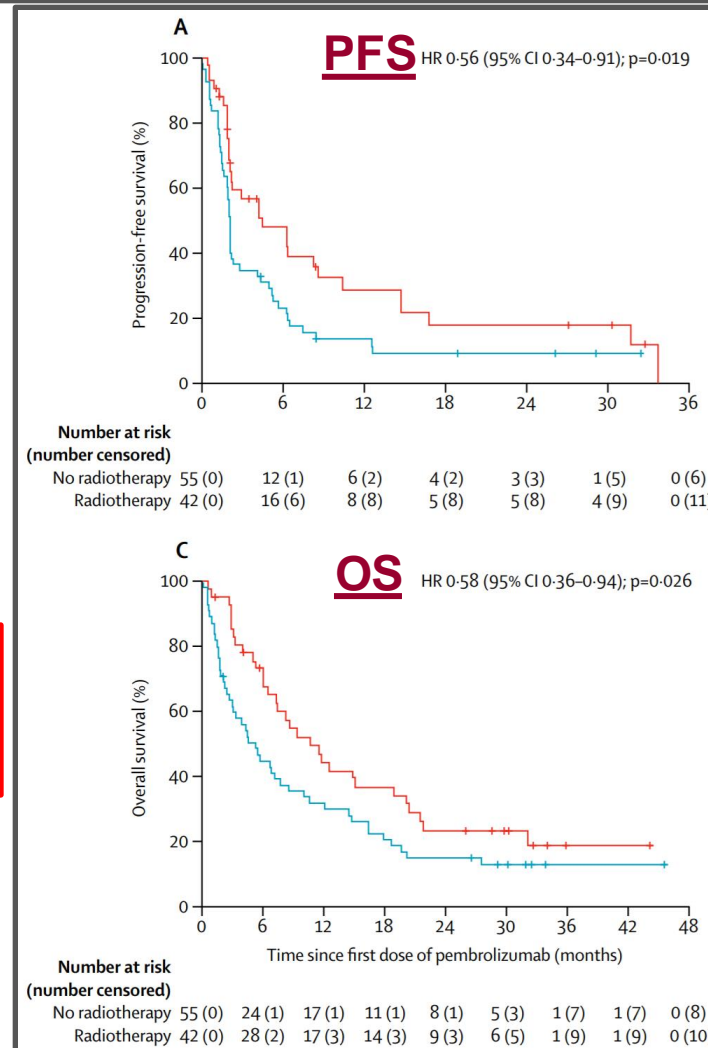 A
PFS
HR 0·56 (95% CI 0·34–0·91); p=0·019
Progression-free survival (%)
100
80
60
40
20
0
0 6 12 18 24 30 36
Number at risk
(number censored)
No radiotherapy 55 (0) 12 (1) 6 (2) 4 (2) 3 (3) 1 (5) 0 (6)
Radiotherapy 42 (0) 16 (6) 8 (8) 5 (8) 5 (8) 4 (9) 0 (11)
C
OS
HR 0·58 (95% CI 0·36–0·94); p=0·026
Overall survival (%)
100
80
60
40
20
0
0 6 12 18 24 30 36 42 48
Time since first dose of pembrolizumab (months)
Number at risk
(number censored)
No radiotherapy 55 (0) 24 (1) 17 (1) 11 (1) 8 (1) 5 (3) 1 (7) 1 (7) 0 (8)
Radiotherapy 42 (0) 28 (2) 17 (3) 14 (3) 9 (3) 6 (5) 1 (9) 1 (9) 0 (10